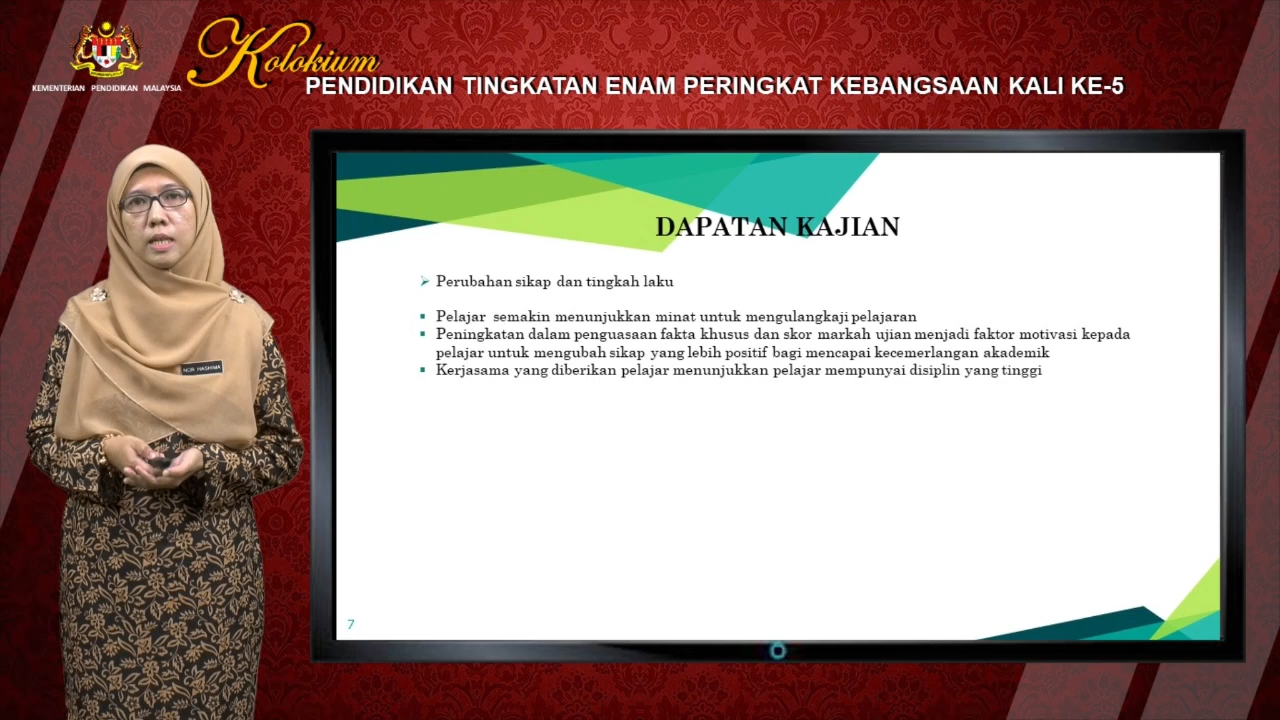 Kolokium
KEMENTERIAN PENDIDIKAN MALAYSIA
PENDIDIKAN TINGKATAN ENAM PERINGKAT KEBANGSAAN KALI KE-5
DAPATAN KAJIAN
Perubahan sikap dan tingkah laku
Pelajar semakin menunjukkan minat untuk mengulangkaji pelajaran
Peningkatan dalam penguasaan fakta khusus dan skor markah ujian menjadi faktor motivasi kepada
pelajar untuk mengubah sikap yang lebih positif bagi mencapai kecemerlangan akademik
Kerjasama yang diberikan pelajar menunjukkan pelajar mempunyai disiplin yang tinggi
NOR HASHIMA
7